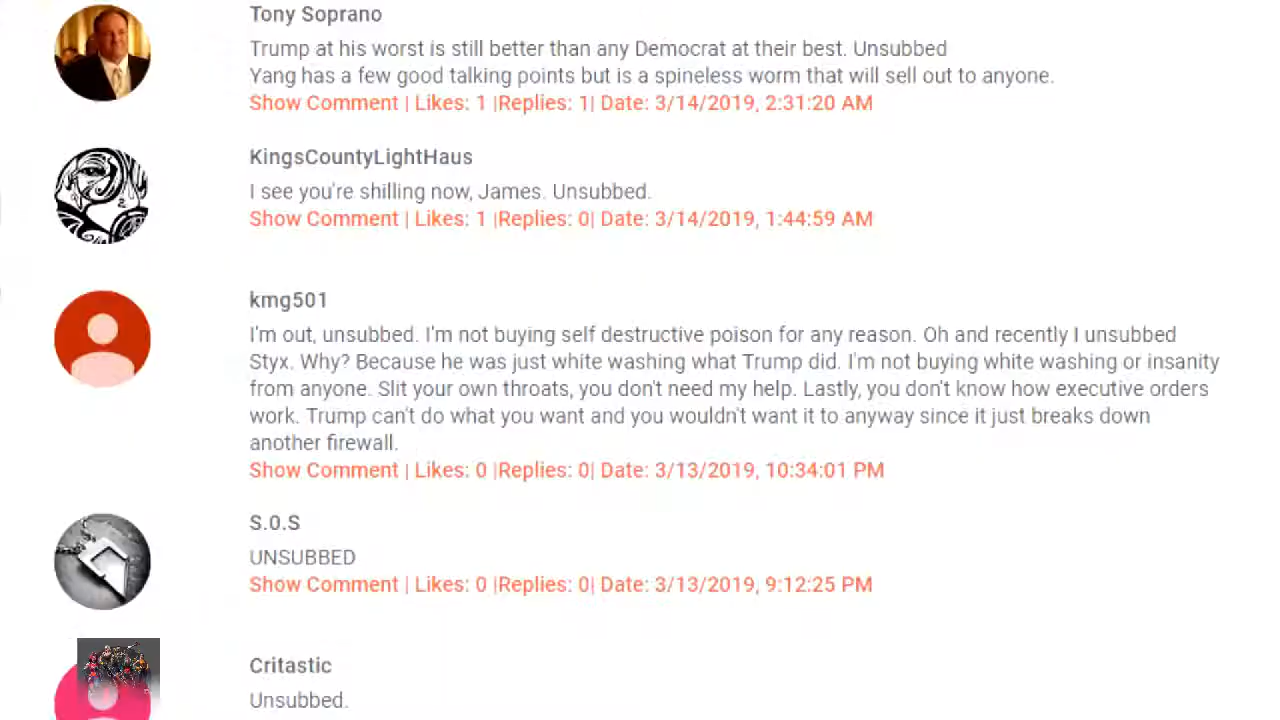 Tony Soprano
Trump at his worst is still better than any Democrat at their best. Unsubbed
Yang has a few good talking points but is a spineless worm that will sell out to anyone.
Show Comment | Likes: 1 |Replies: 1| Date: 3/14/2019, 2:31:20 AM
KingsCountyLightHaus
I see you're shilling now, James. Unsubbed.
Show Comment | Likes: 1 |Replies: 0| Date: 3/14/2019, 1:44:59 AM
kmg501
I'm out, unsubbed. I'm not buying self destructive poison for any reason. Oh and recently I unsubbed
Styx. Why? Because he was just white washing what Trump did. I'm not buying white washing or insanity
from anyone. Slit your own throats, you don't need my help. Lastly, you don't know how executive orders
work. Trump can't do what you want and you wouldn't want it to anyway since it just breaks down
another firewall.
Show Comment | Likes: 0 |Replies: 0| Date: 3/13/2019, 10:34:01 PM
S.O.S
UNSUBBED
Show Comment | Likes: 0 |Replies: 0| Date: 3/13/2019, 9:12:25 PM
Critastic
Unsubbed.